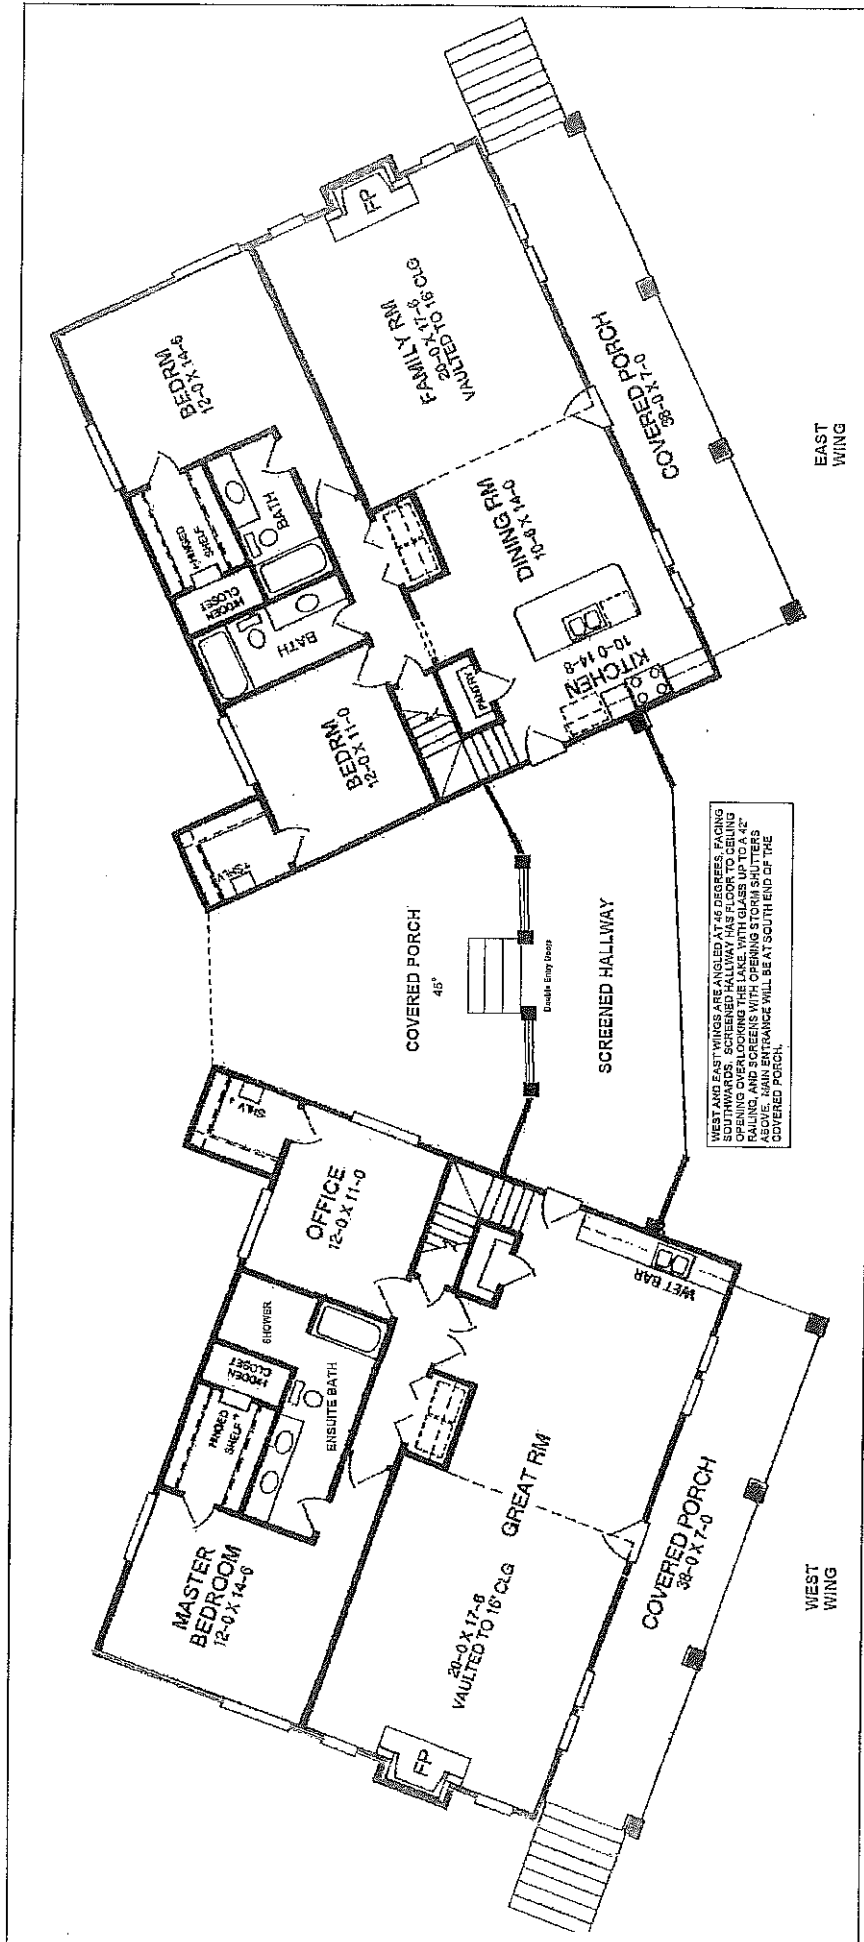 MASTER
BEDROOM
12-0 X 14-6
HINGED
SHELF
HIDDEN
CLOSET
SHOWER
ENSUITE BATH
OFFICE
12-0 X 11-0
SHLV
GREAT RM
20-0 X 17-6
VAULTED TO 16' CLG
FP
WET BAR
COVERED PORCH
38-0 X 7-0
WEST
WING
COVERED PORCH
45°
Double Entry Doors
SCREENED HALLWAY
WEST AND EAST WINGS ARE ANGLED AT 45 DEGREES, FACING
SOUTHWARDS. SCREENED HALLWAY HAS FLOOR TO CEILING
OPENING OVERLOOKING THE LAKE, WITH GLASS UP TO A 42"
RAILING, AND SCREENS WITH OPENING STORM SHUTTERS
ABOVE. MAIN ENTRANCE WILL BE AT SOUTH END OF THE
COVERED PORCH.
SHLV
BEDRM
12-0 X 11-0
BATH
HIDDEN
CLOSET
HINGED
SHELF
BATH
BEDRM
12-0 X 14-6
PANTRY
KITCHEN
10-0 14-8
DINING RM
10-6 X 14-0
FAMILY RM
20-0 X 17-6
VAULTED TO 16' CLG
FP
COVERED PORCH
38-0 X 7-0
EAST
WING